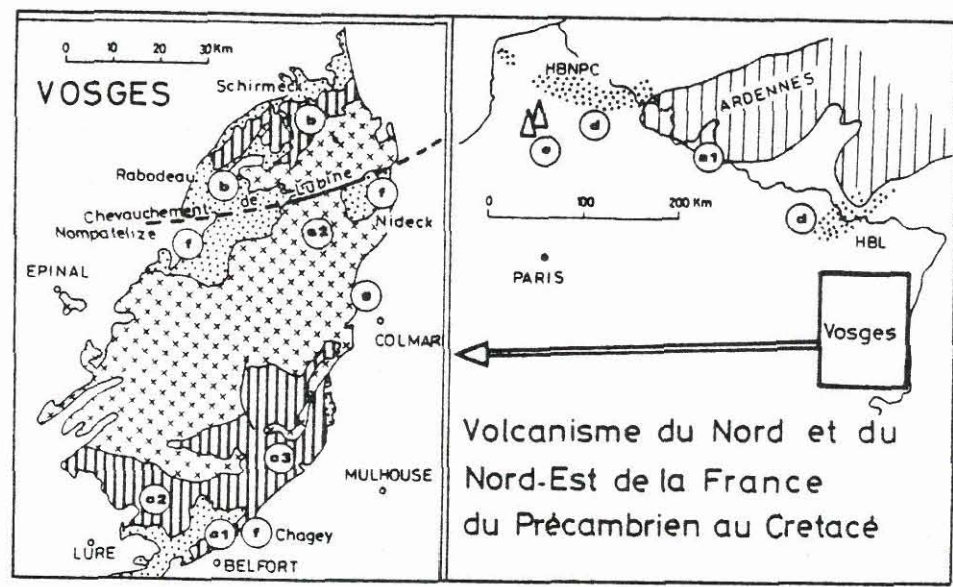 0 10 20 30 Km
VOSGES
Schirmeck
b
Rabodeau
b
Chevauchement de Lubine
f
Nompatelize
Nideck
f
a2
EPINAL
COLMAR
a3
MULHOUSE
a2
a1
f
Chagey
LURE
BELFORT
HBNPC
ARDENNES
d
a1
0 100 200 Km
d
HBL
PARIS
Vosges
Volcanisme du Nord et du
Nord-Est de la France
du Précambrien au Cretacé